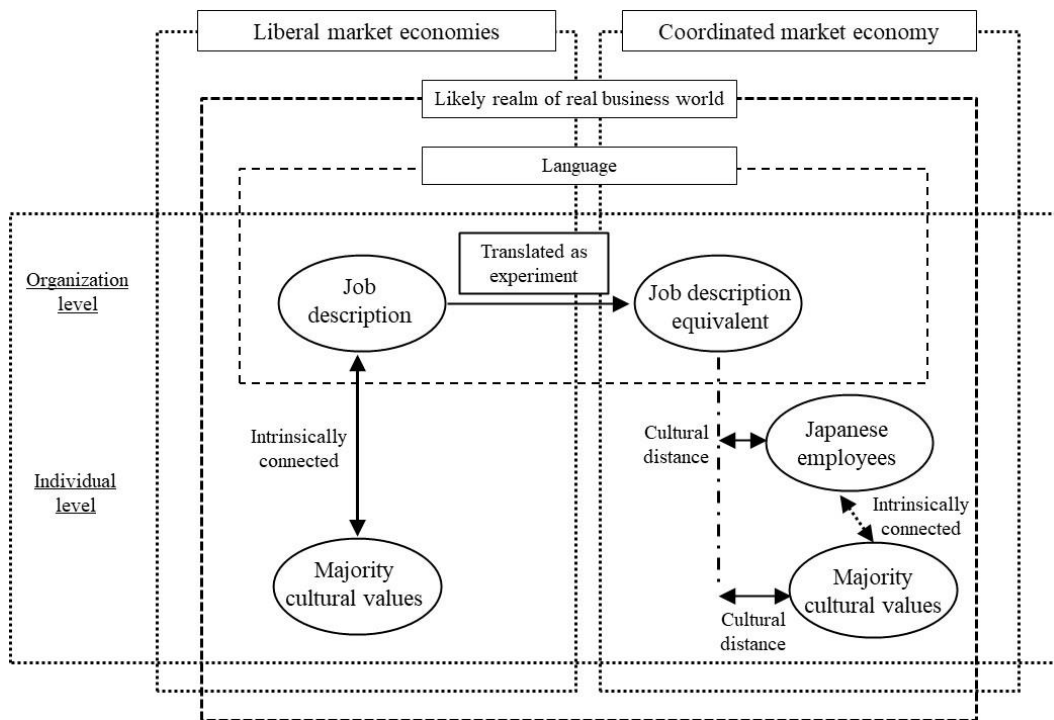 Liberal market economies
Coordinated market economy
Likely realm of real business world
Language
Organization
level
Job
description
Translated as
experiment
Job description
equivalent
Intrinsically
connected
Cultural
distance
Japanese
employees
Individual
level
Intrinsically
connected
Majority
cultural values
Cultural
distance
Majority
cultural values